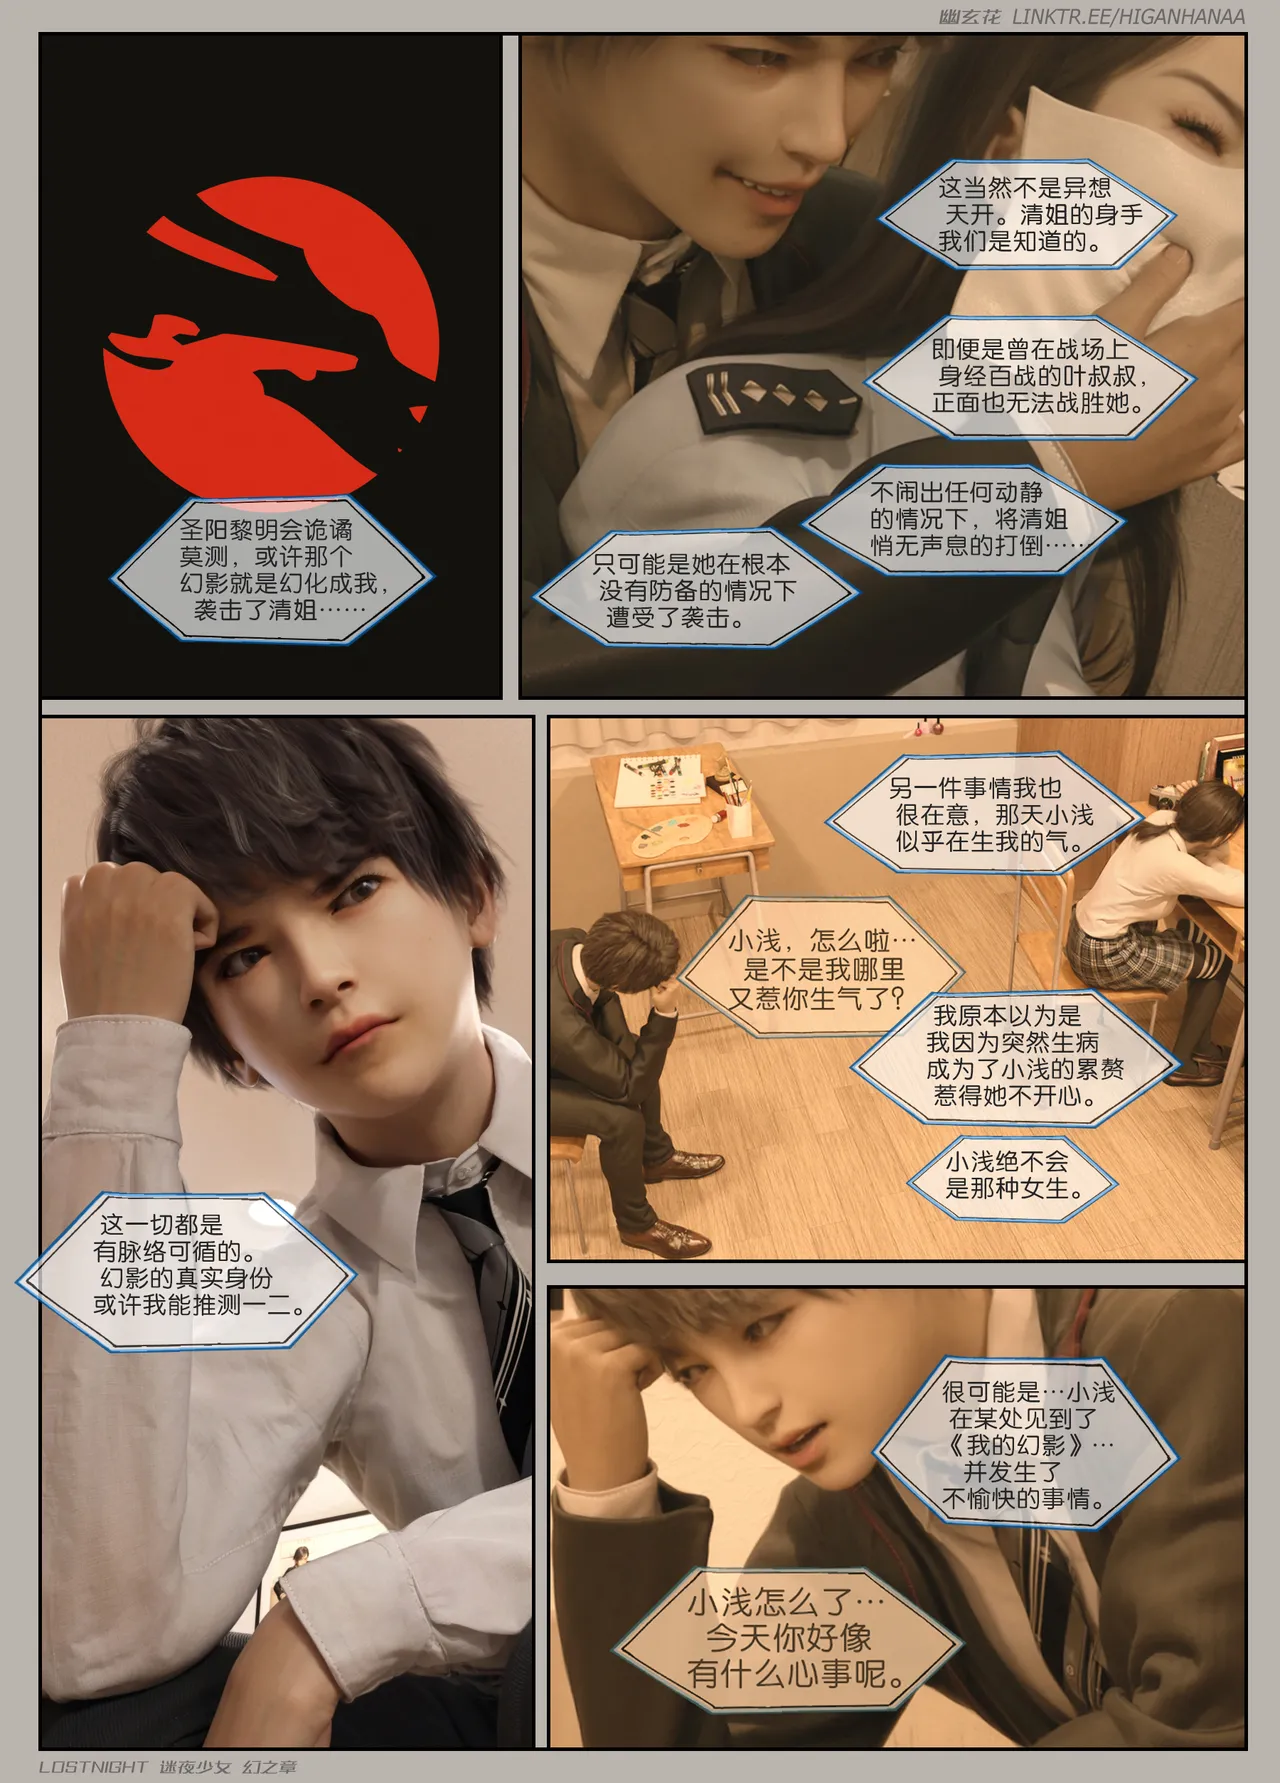 幽玄花 LINKTR.EE/HIGANHANAA
圣阳黎明会诡谲
莫测，或许那个
幻影就是幻化成我，
袭击了清姐……
这当然不是异想
天开。清姐的身手
我们是知道的。
即便是曾在战场上
身经百战的叶叔叔，
正面也无法战胜她。
不闹出任何动静
的情况下，将清姐
悄无声息的打倒……
只可能是她在根本
没有防备的情况下
遭受了袭击。
这一切都是
有脉络可循的。
幻影的真实身份
或许我能推测一二。
另一件事情我也
很在意，那天小浅
似乎在生我的气。
小浅，怎么啦…
是不是我哪里
又惹你生气了？
我原本以为是
我因为突然生病
成为了小浅的累赘
惹得她不开心。
小浅绝不会
是那种女生。
很可能是…小浅
在某处见到了
《我的幻影》…
并发生了
不愉快的事情。
小浅怎么了…
今天你好像
有什么心事呢。
LOSTNIGHT 迷夜少女 幻之章